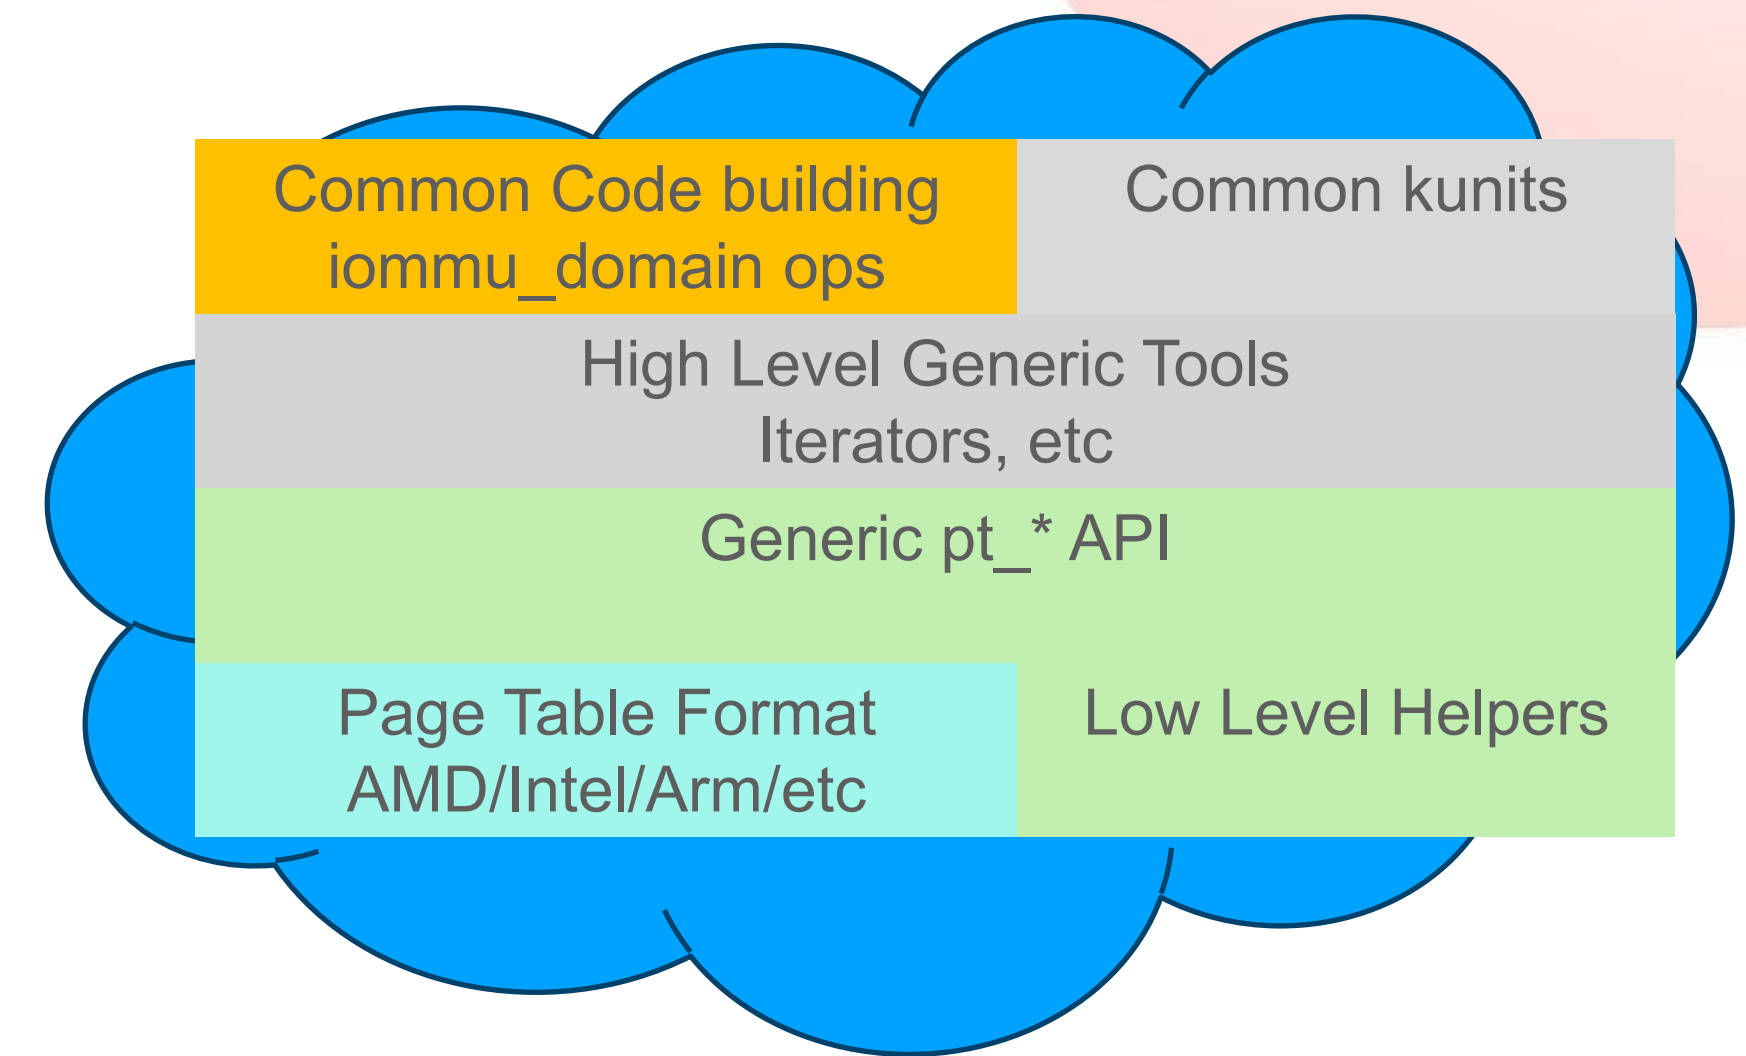 Common Code building
iommu_domain ops
Common kunits
High Level Generic Tools
Iterators, etc
Generic pt_* API
Page Table Format
AMD/Intel/Arm/etc
Low Level Helpers